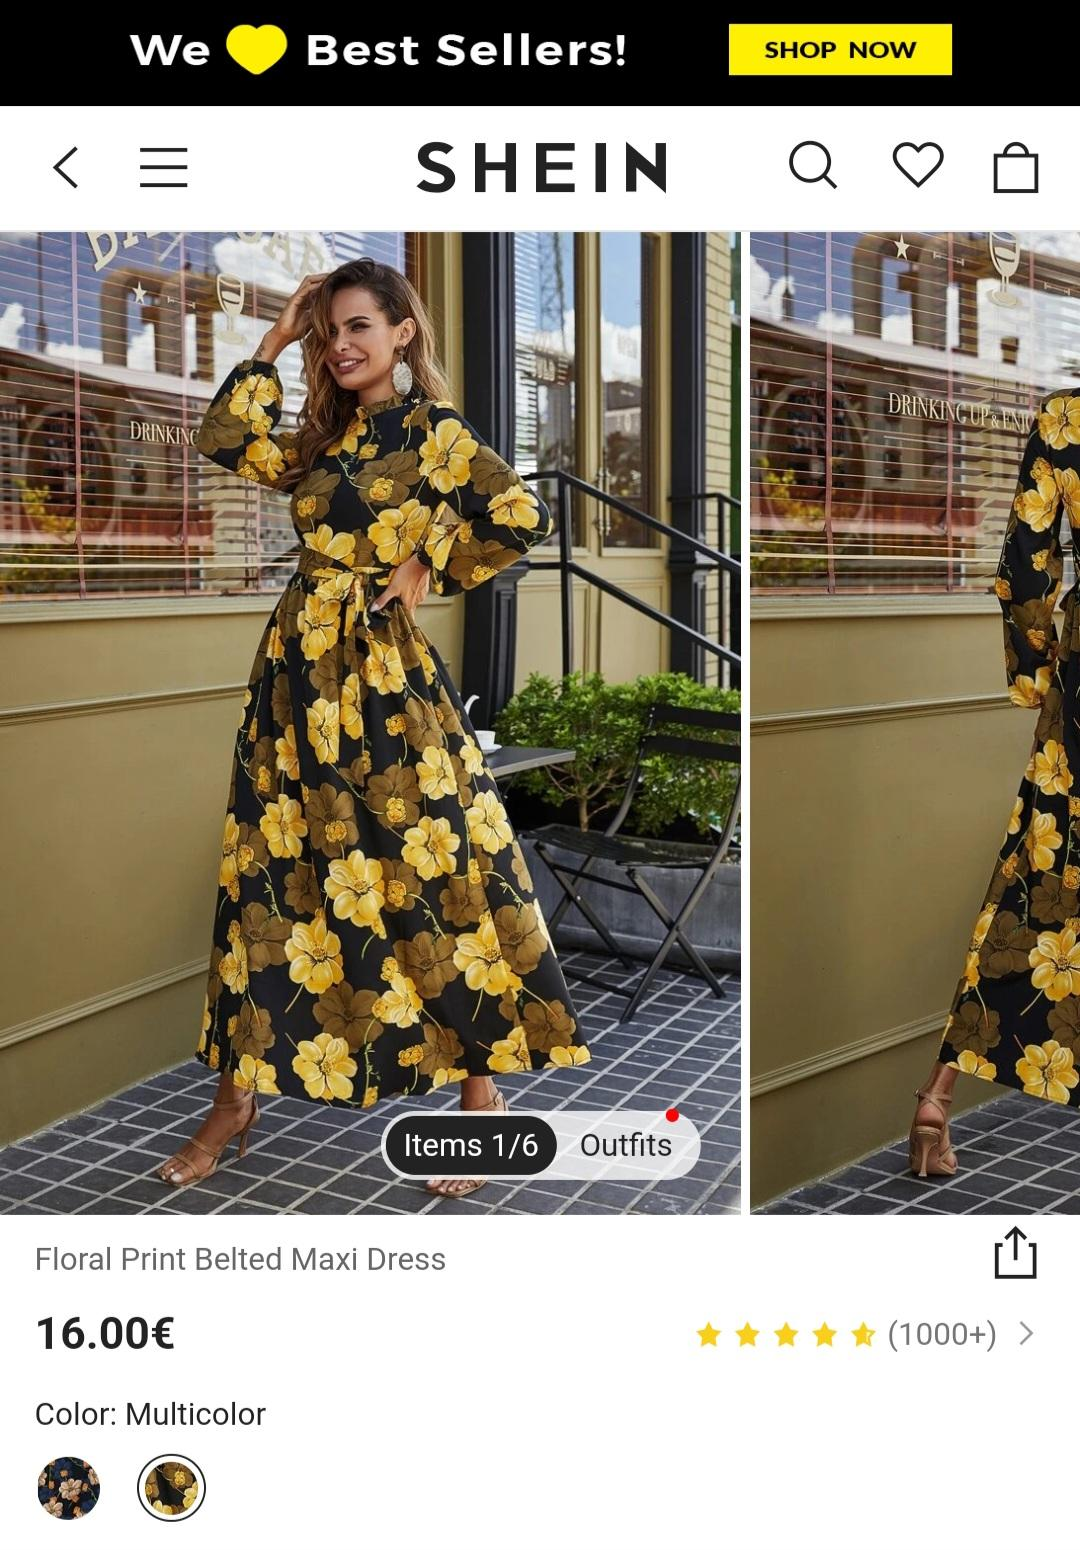 We Best Sellers!
SHOP NOW
SHEIN
DRINKING
DRINKING UP & ENJO
Items 1/6
Outfits
Floral Print Belted Maxi Dress
16.00€
(1000+)
Color: Multicolor